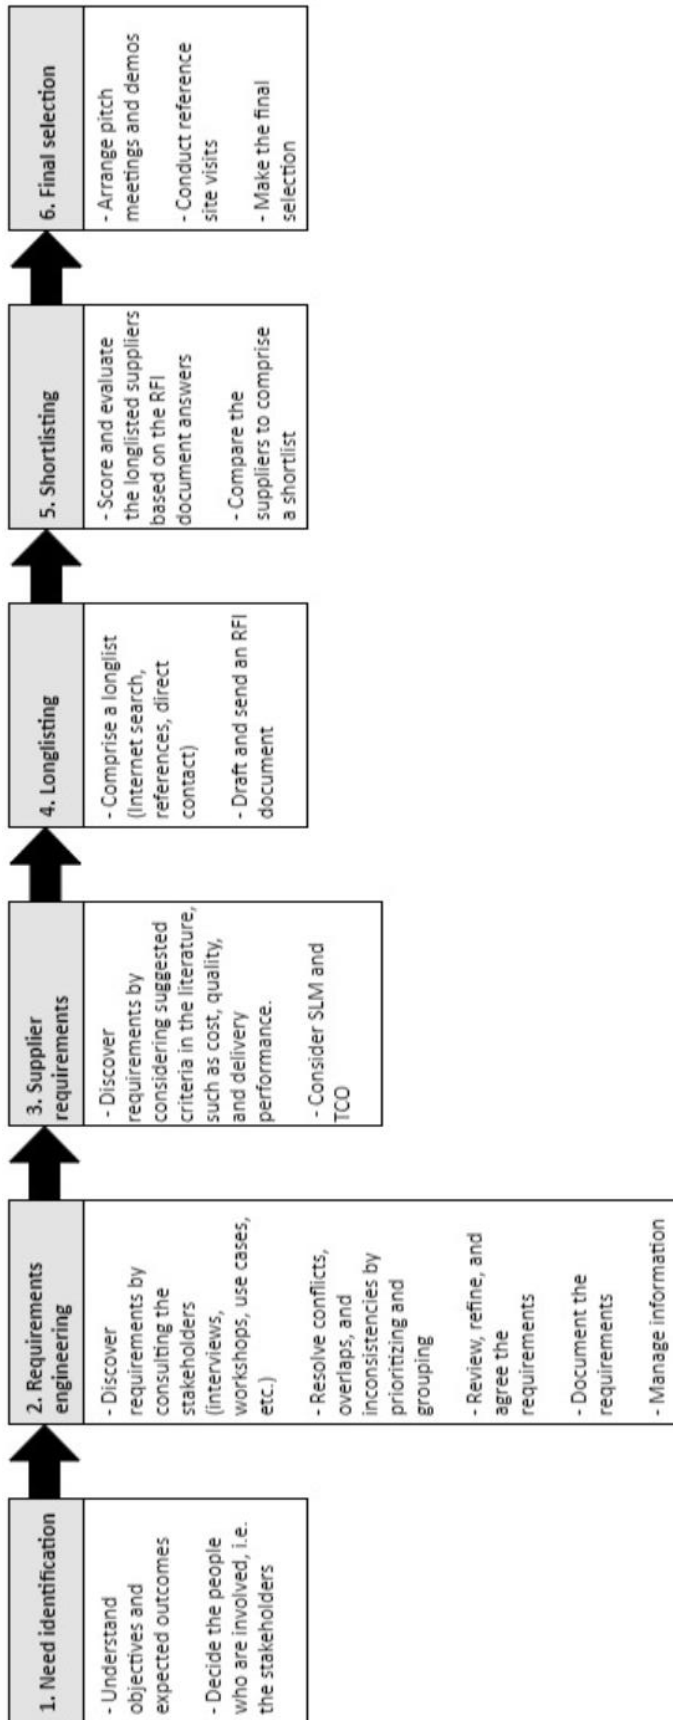 1. Need identification
- Understand
objectives and
expected outcomes
- Decide the people
who are involved, i.e.
the stakeholders
2. Requirements
engineering
- Discover
requirements by
consulting the
stakeholders
(interviews,
workshops, use cases,
etc.)
- Resolve conflicts,
overlaps, and
inconsistencies by
prioritizing and
grouping
- Review, refine, and
agree the
requirements
- Document the
requirements
- Manage information
3. Supplier
requirements
- Discover
requirements by
considering suggested
criteria in the literature,
such as cost, quality,
and delivery
performance.
- Consider SLM and
TCO
4. Longlisting
- Comprise a longlist
(Internet search,
references, direct
contact)
- Draft and send an RFI
document
5. Shortlisting
- Score and evaluate
the longlisted suppliers
based on the RFI
document answers
- Compare the
suppliers to comprise
a shortlist
6. Final selection
- Arrange pitch
meetings and demos
- Conduct reference
site visits
- Make the final
selection